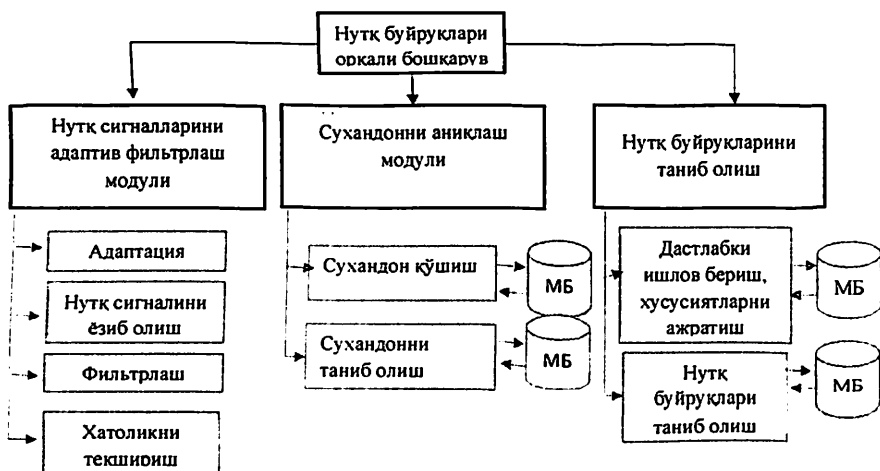 Нутқ буйруқлари
орқали бошқарув
Нутқ сигналларини
адаптив фильтрлаш
модули
Сухандонни аниқлаш
модули
Нутқ буйруқларини
таниб олиш
Адаптация
Нутқ сигналини
ёзиб олиш
Фильтрлаш
Хатоликни
текшириш
Сухандон қўшиш
МБ
Сухандонни
таниб олиш
МБ
Дастлабки
ишлов бериш,
хусусиятларни
ажратиш
МБ
Нутқ
буйруқлари
таниб олиш
МБ